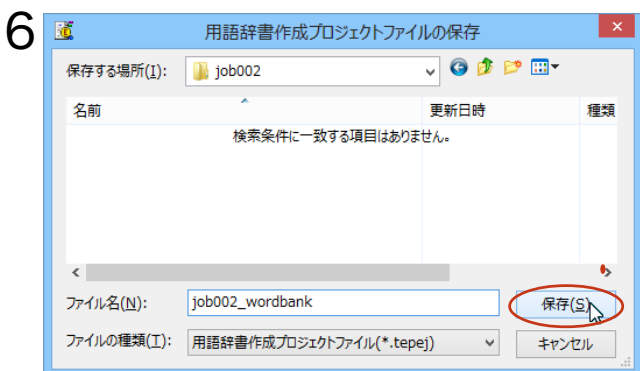 6
用語辞書作成プロジェクトファイルの保存
保存する場所(I): job002
名前 更新日時 種類
検索条件に一致する項目はありません。
ファイル名(N): job002_wordbank 保存(S)
ファイルの種類(T): 用語辞書作成プロジェクトファイル(*.tepej) キャンセル